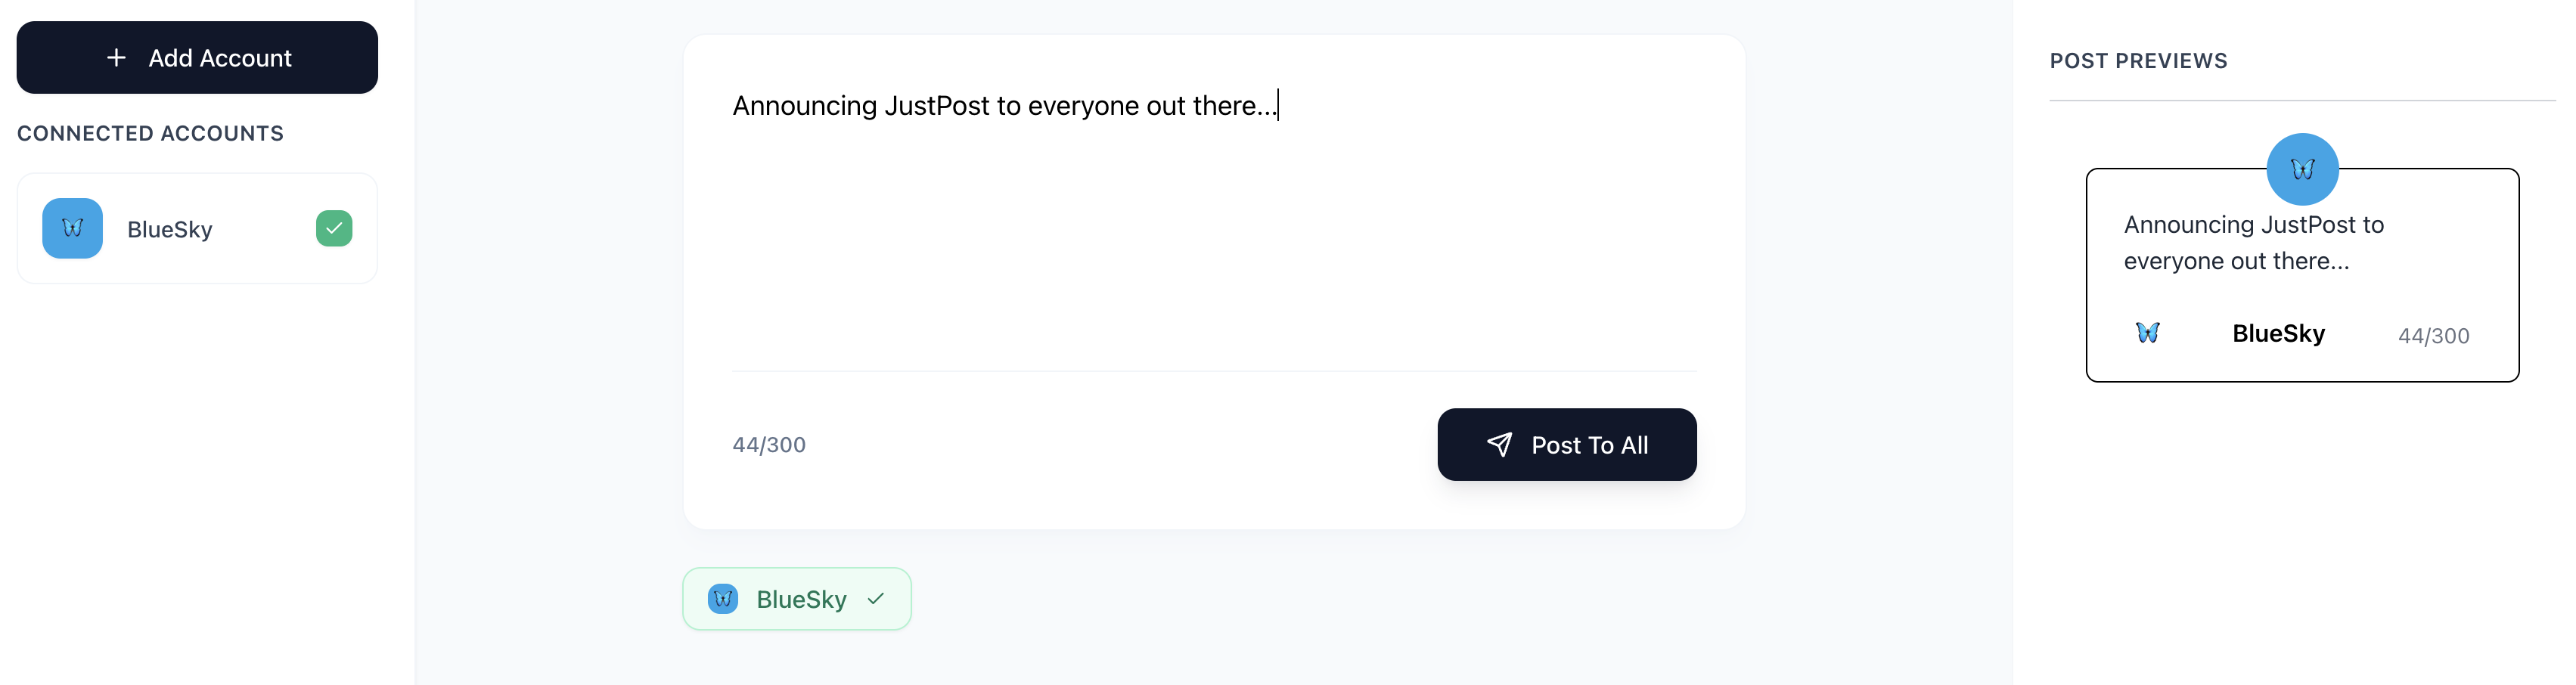 Add Account
CONNECTED ACCOUNTS
BlueSky
Announcing JustPost to everyone out there...
44/300
Post To All
BlueSky
POST PREVIEWS
Announcing JustPost to
everyone out there...
BlueSky
44/300